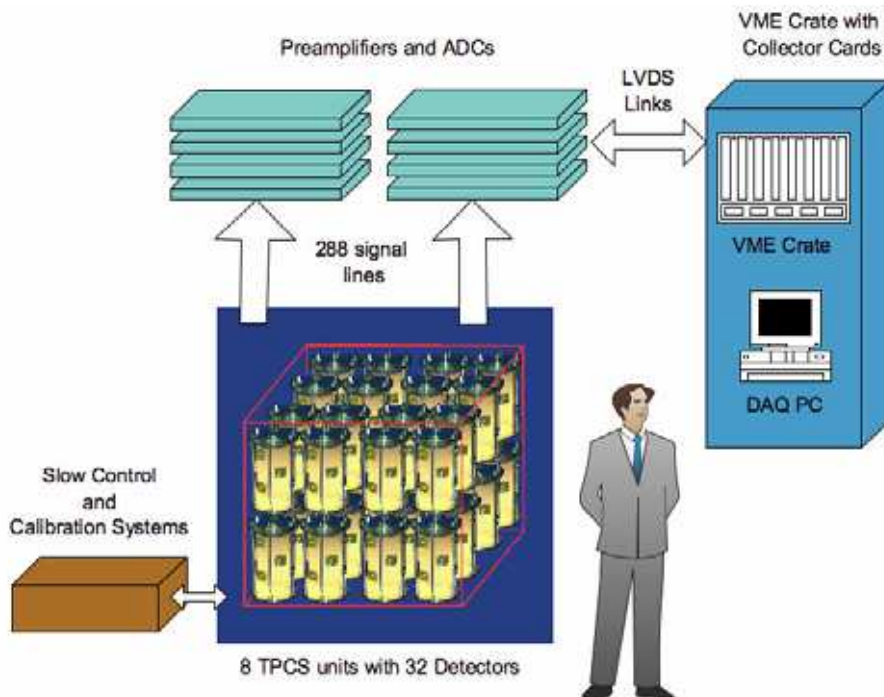 VME Crate with
Collector Cards
Preamplifiers and ADCs
LVDS
Links
288 signal
lines
VME Crate
DAQ PC
Slow Control
and
Calibration Systems
8 TPCS units with 32 Detectors